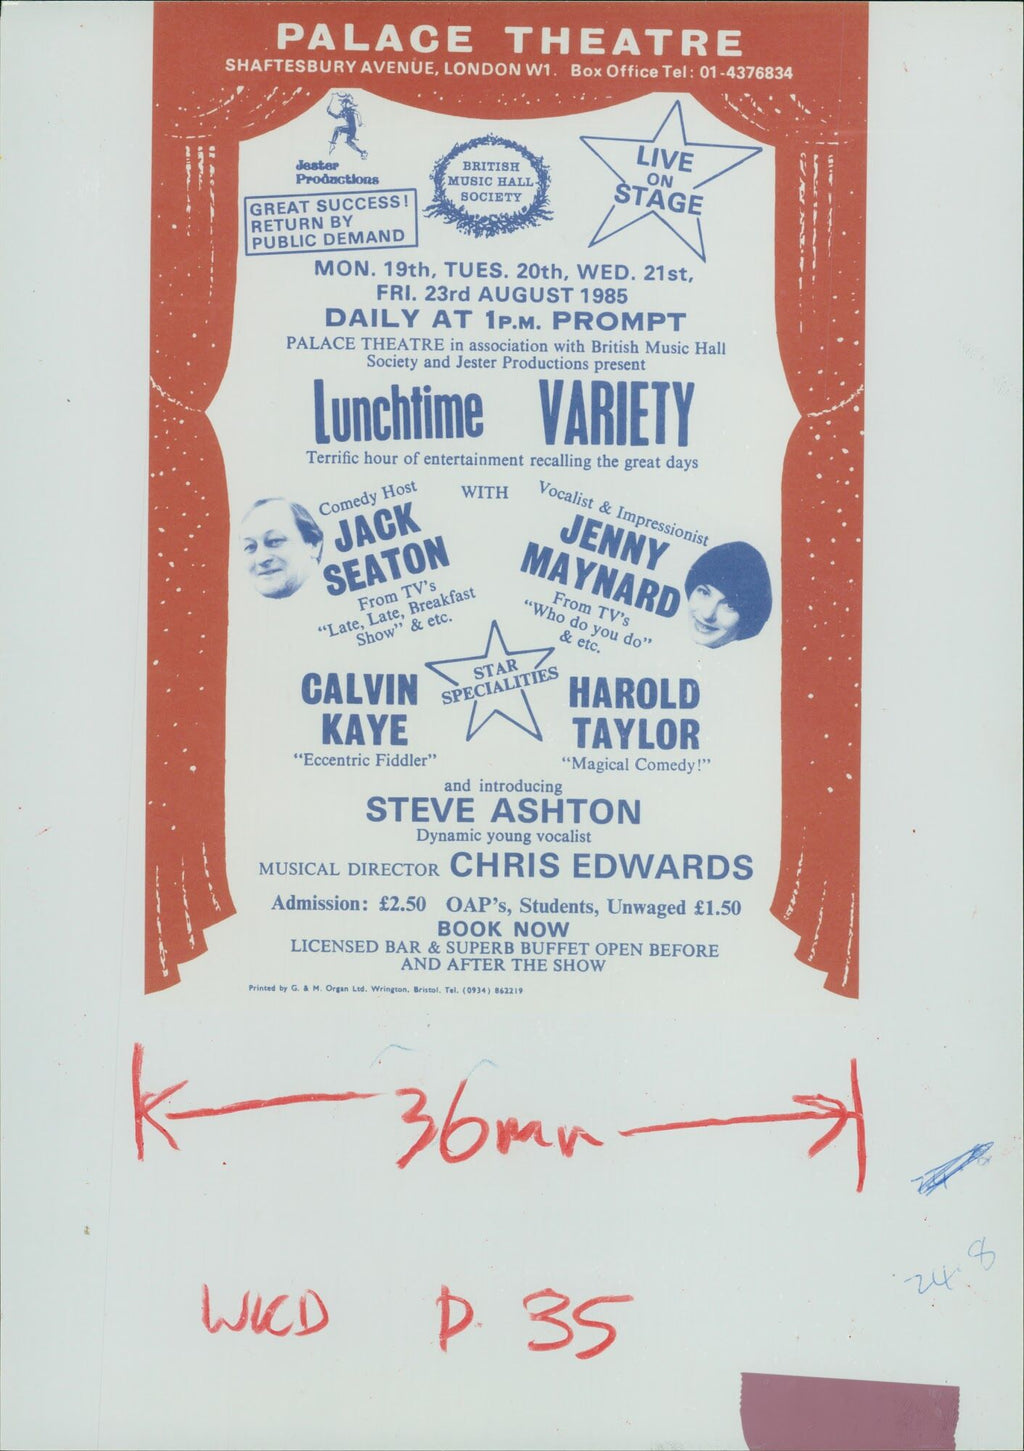 PALACE THEATRE
SHAFTESBURY AVENUE, LONDON W1. Box Office Tel: 01-4376834
Jester
Productions
BRITISH
MUSIC HALL
SOCIETY
LIVE
ON
STAGE
GREAT SUCCESS!
RETURN BY
PUBLIC DEMAND
MON. 19th, TUES. 20th, WED. 21st,
FRI. 23rd AUGUST 1985
DAILY AT 1P.M. PROMPT
PALACE THEATRE in association with British Music Hall
Society and Jester Productions present
Lunchtime VARIETY
Terrific hour of entertainment recalling the great days
WITH
Comedy Host
JACK
SEATON
From TV's
"Late, Late, Breakfast
Show" & etc.
Vocalist & Impressionist
JENNY
MAYNARD
From TV's
"Who do you do"
& etc.
STAR
SPECIALITIES
CALVIN
KAYE
"Eccentric Fiddler"
HAROLD
TAYLOR
"Magical Comedy!"
and introducing
STEVE ASHTON
Dynamic young vocalist
MUSICAL DIRECTOR CHRIS EDWARDS
Admission: £2.50 OAP's, Students, Unwaged £1.50
BOOK NOW
LICENSED BAR & SUPERB BUFFET OPEN BEFORE
AND AFTER THE SHOW
Printed by G. & M. Organ Ltd. Wrington, Bristol. Tel. (0934) 862219
36mm
24.8
WKD P. 35